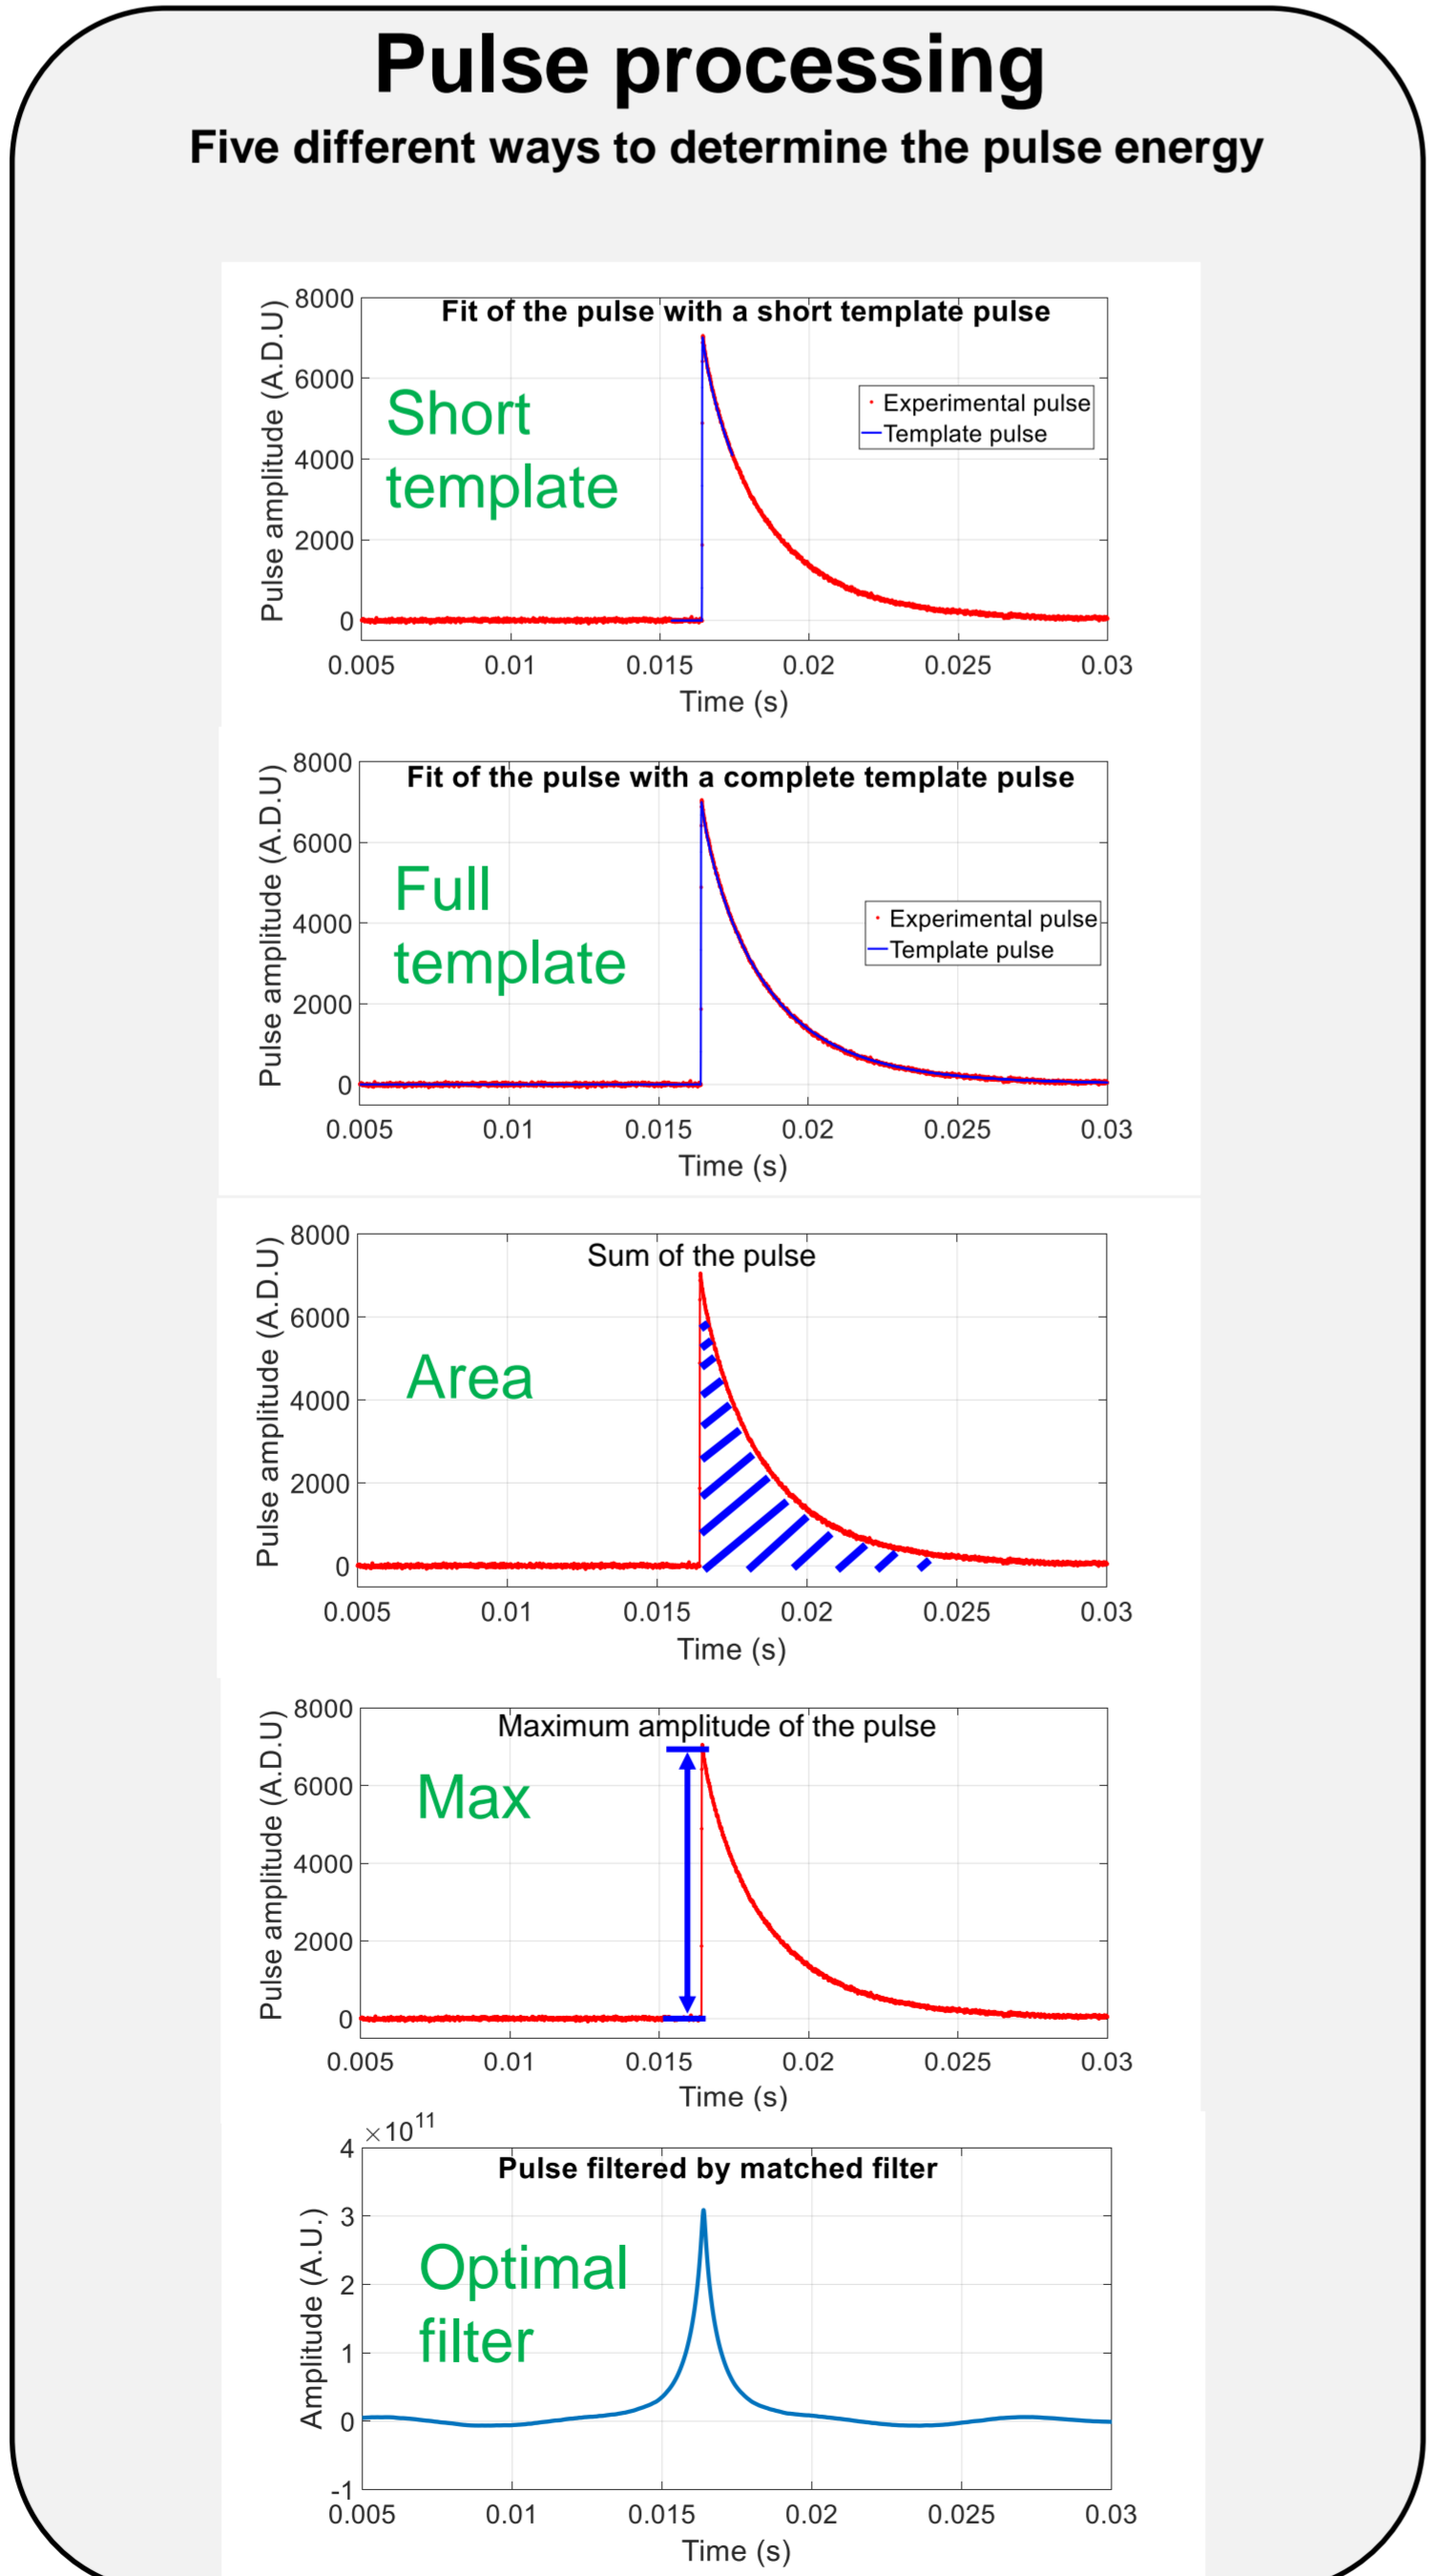 Pulse processing
Five different ways to determine the pulse energy
Fit of the pulse with a short template pulse
Pulse amplitude (A.D.U)
8000
6000
4000
2000
0
Short
template
Experimental pulse
Template pulse
0.005 0.01 0.015 0.02 0.025 0.03
Time (s)
Fit of the pulse with a complete template pulse
Pulse amplitude (A.D.U)
8000
6000
4000
2000
0
Full
template
Experimental pulse
Template pulse
0.005 0.01 0.015 0.02 0.025 0.03
Time (s)
Sum of the pulse
Pulse amplitude (A.D.U)
8000
6000
4000
2000
0
Area
0.005 0.01 0.015 0.02 0.025 0.03
Time (s)
Maximum amplitude of the pulse
Pulse amplitude (A.D.U)
8000
6000
4000
2000
0
Max
0.005 0.01 0.015 0.02 0.025 0.03
Time (s)
×10¹¹
Pulse filtered by matched filter
Amplitude (A.U.)
4
3
2
1
0
-1
Optimal
filter
0.005 0.01 0.015 0.02 0.025 0.03
Time (s)